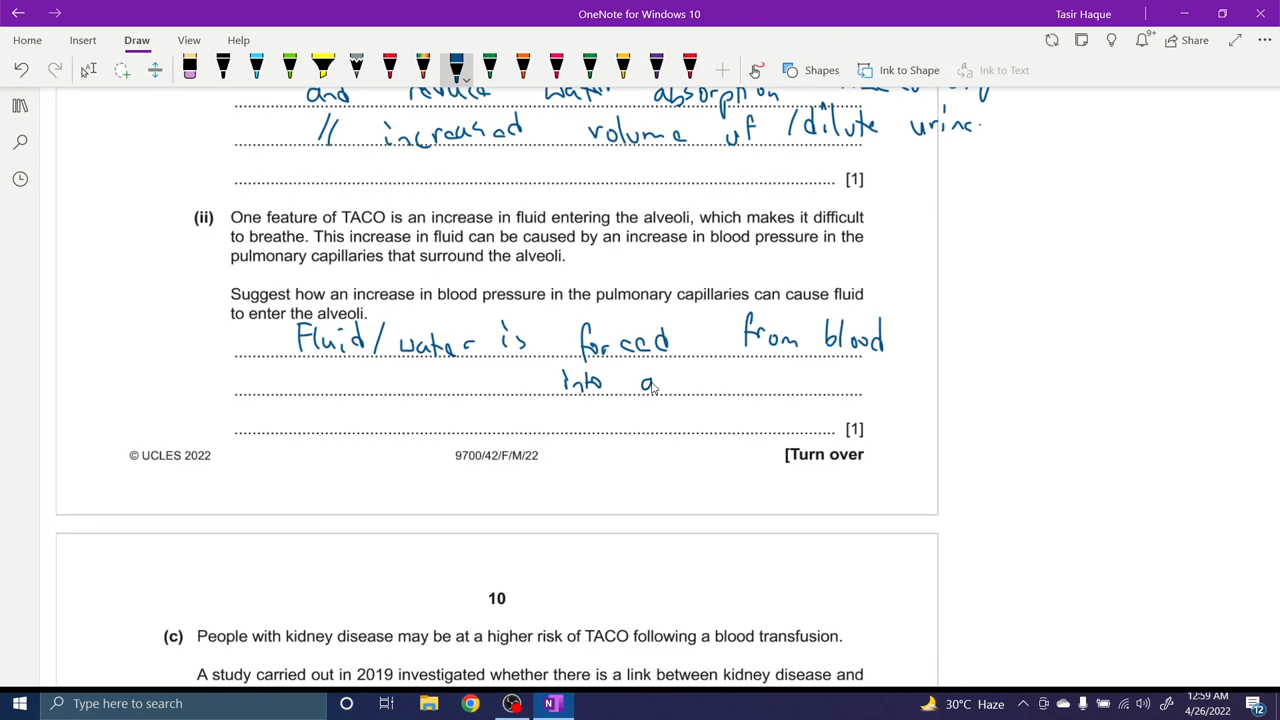 OneNote for Windows 10
Tasir Haque
Home Insert Draw View Help
Share
Shapes
Ink to Shape
Ink to Text
and reduce water absorption
// increased volume of /dilute urine.
[1]
(ii) One feature of TACO is an increase in fluid entering the alveoli, which makes it difficult
to breathe. This increase in fluid can be caused by an increase in blood pressure in the
pulmonary capillaries that surround the alveoli.
Suggest how an increase in blood pressure in the pulmonary capillaries can cause fluid
to enter the alveoli.
Fluid/water is forced from blood
into a
[1]
© UCLES 2022 9700/42/F/M/22 [Turn over
10
(c) People with kidney disease may be at a higher risk of TACO following a blood transfusion.
A study carried out in 2019 investigated whether there is a link between kidney disease and
Type here to search
30°C Haze
12:59 AM
4/26/2022
12